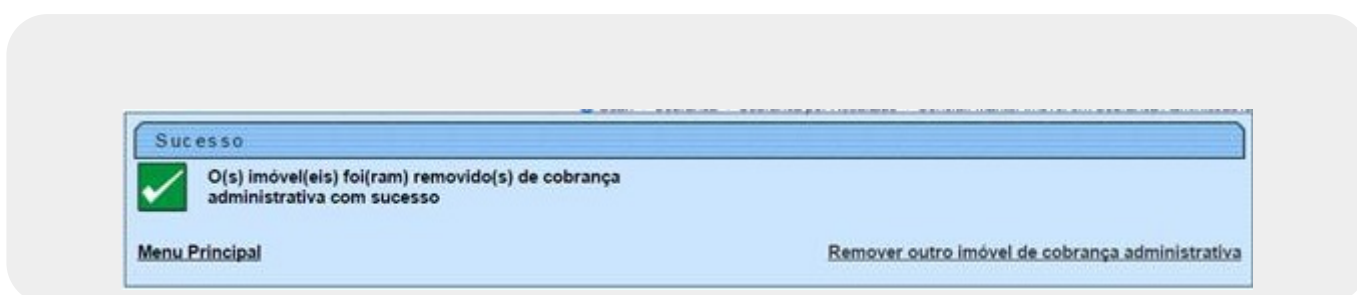 Sucesso
O(s) imóvel(eis) foi(ram) removido(s) de cobrança
administrativa com sucesso
Menu Principal
Remover outro imóvel de cobrança administrativa